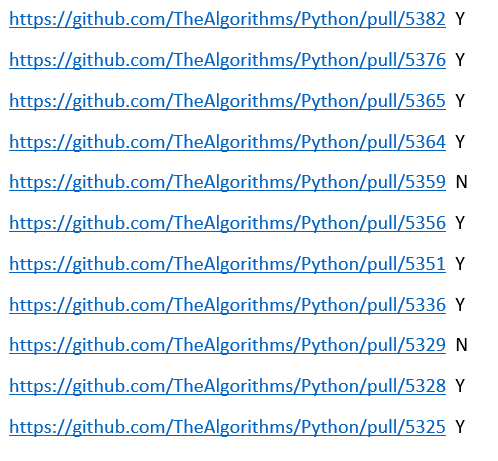 https://github.com/TheAlgorithms/Python/pull/5382 Y
https://github.com/TheAlgorithms/Python/pull/5376 Y
https://github.com/TheAlgorithms/Python/pull/5365 Y
https://github.com/TheAlgorithms/Python/pull/5364 Y
https://github.com/TheAlgorithms/Python/pull/5359 N
https://github.com/TheAlgorithms/Python/pull/5356 Y
https://github.com/TheAlgorithms/Python/pull/5351 Y
https://github.com/TheAlgorithms/Python/pull/5336 Y
https://github.com/TheAlgorithms/Python/pull/5329 N
https://github.com/TheAlgorithms/Python/pull/5328 Y
https://github.com/TheAlgorithms/Python/pull/5325 Y